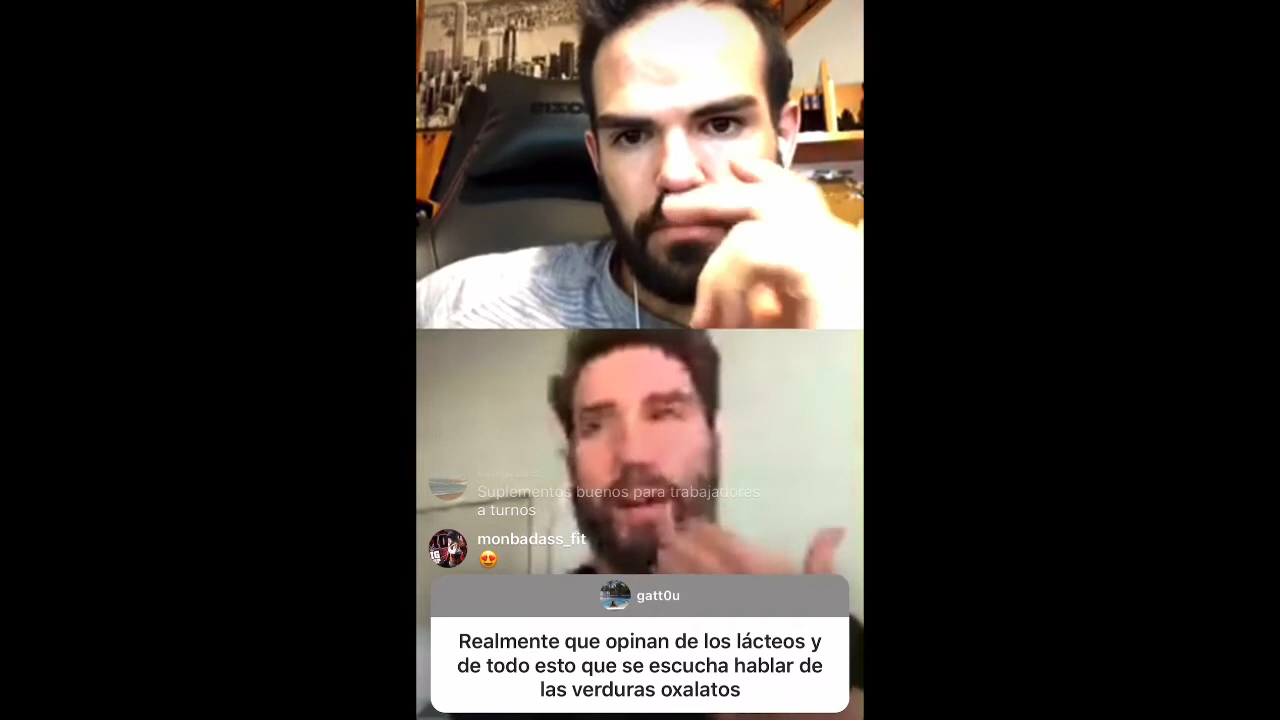 Suplementos buenos para trabajadores
a turnos
monbadass_fit
😍
gatt0u
Realmente que opinan de los lácteos y
de todo esto que se escucha hablar de
las verduras oxalatos